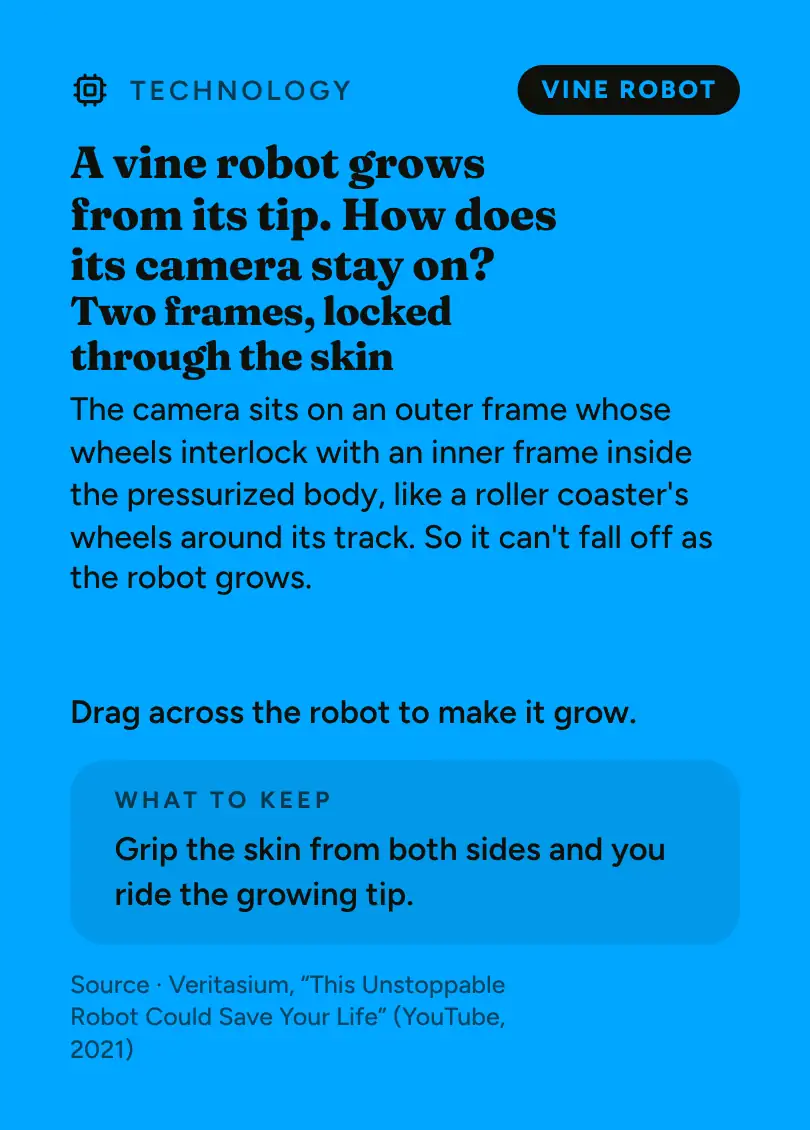 TECHNOLOGY
VINE ROBOT
A vine robot grows
from its tip. How does
its camera stay on?
Two frames, locked
through the skin
The camera sits on an outer frame whose
wheels interlock with an inner frame inside
the pressurized body, like a roller coaster's
wheels around its track. So it can't fall off as
the robot grows.
Drag across the robot to make it grow.
WHAT TO KEEP
Grip the skin from both sides and you
ride the growing tip.
Source · Veritasium, “This Unstoppable
Robot Could Save Your Life” (YouTube,
2021)